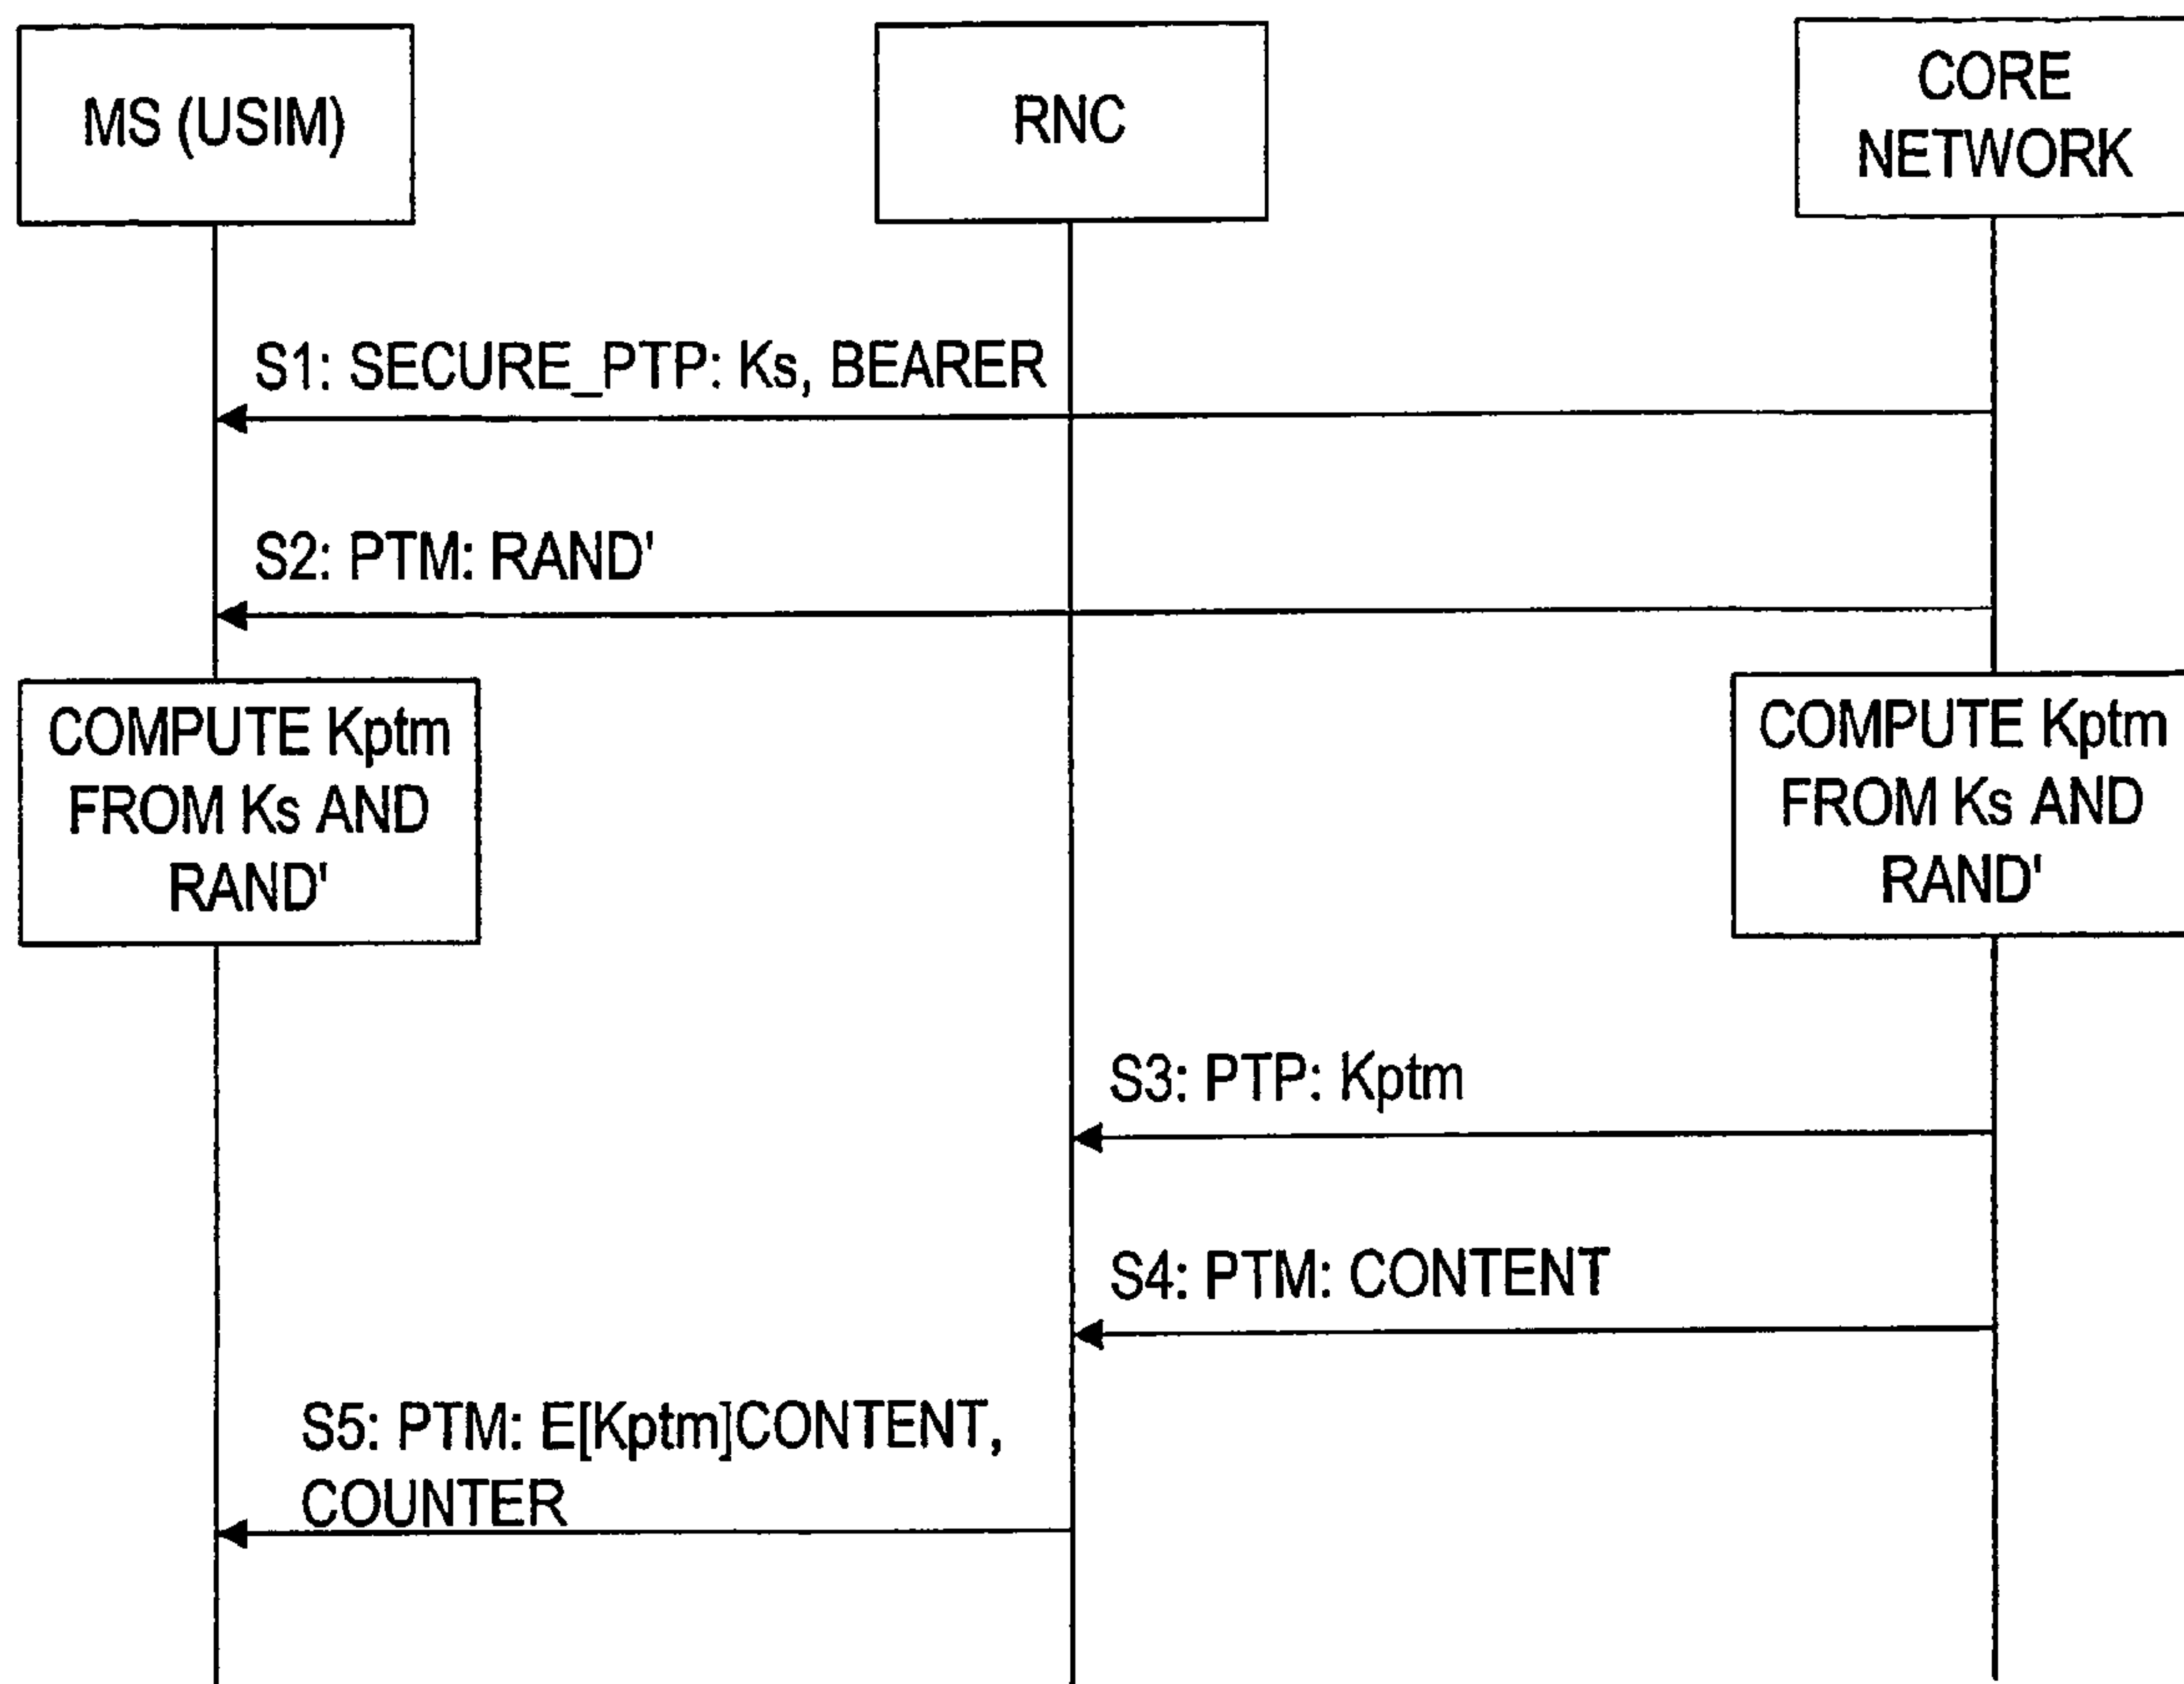 MS (USIM)
RNC
CORE
NETWORK
S1: SECURE_PTP: Ks, BEARER
S2: PTM: RAND'
COMPUTE Kptm
FROM Ks AND
RAND'
COMPUTE Kptm
FROM Ks AND
RAND'
S3: PTP: Kptm
S4: PTM: CONTENT
S5: PTM: E[Kptm]CONTENT,
COUNTER